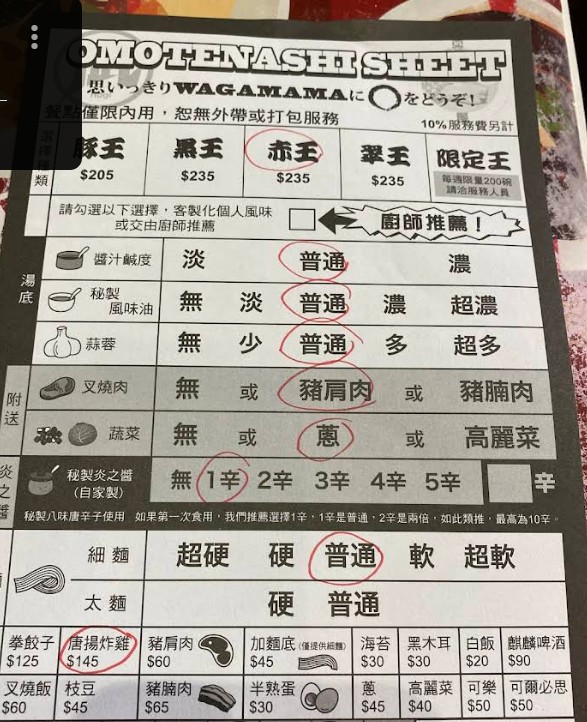 OMOTENASHI SHEET
思いっきりWAGAMAMAに〇をどうぞ!
餐點僅限內用，恕無外帶或打包服務
10%服務費另計
選擇種類
豚王 $205
黑王 $235
赤王 $235
翠王 $235
限定王
每週限量200碗
請洽服務人員
請勾選以下選擇，客製化個人風味
或交由廚師推薦
廚師推薦！
湯底
醬汁鹹度 淡 普通 濃
秘製風味油 無 淡 普通 濃 超濃
蒜蓉 無 少 普通 多 超多
附送
叉燒肉 無 或 豬肩肉 或 豬腩肉
蔬菜 無 或 蔥 或 高麗菜
炎之醬
秘製炎之醬
(自家製)
無 1辛 2辛 3辛 4辛 5辛 辛
秘製八味唐辛子使用 如果第一次食用，我們推薦選擇1辛，1辛是普通，2辛是兩倍，如此類推，最高為10辛。
細麵 超硬 硬 普通 軟 超軟
太麵 硬 普通
拳餃子 $125
唐揚炸雞 $145
豬肩肉 $60
加麵底(僅提供細麵) $45
海苔 $30
黑木耳 $30
白飯 $20
麒麟啤酒 $90
叉燒飯 $60
枝豆 $45
豬腩肉 $65
半熟蛋 $30
蔥 $45
高麗菜 $40
可樂 $50
可爾必思 $50